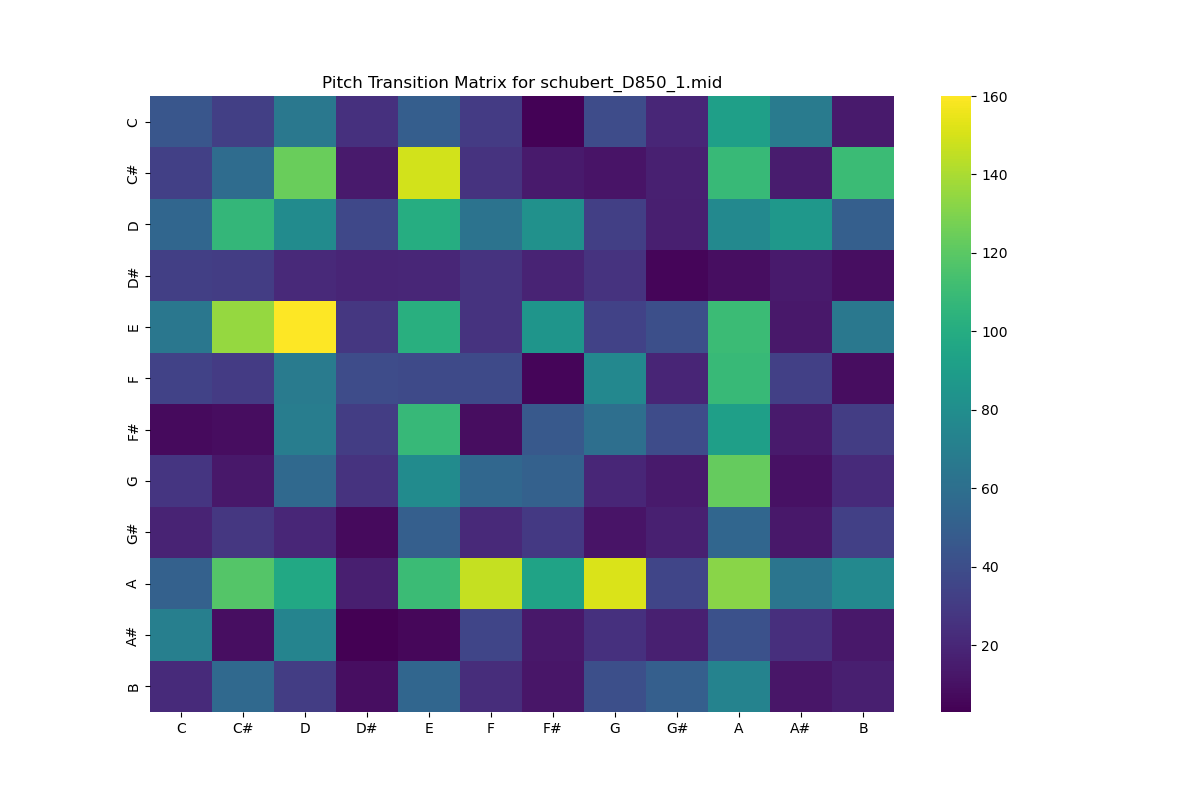 Pitch Transition Matrix for schubert_D850_1.mid
C
C#
D
D#
E
F
F#
G
G#
A
A#
B
C C# D D# E F F# G G# A A# B
160
140
120
100
80
60
40
20